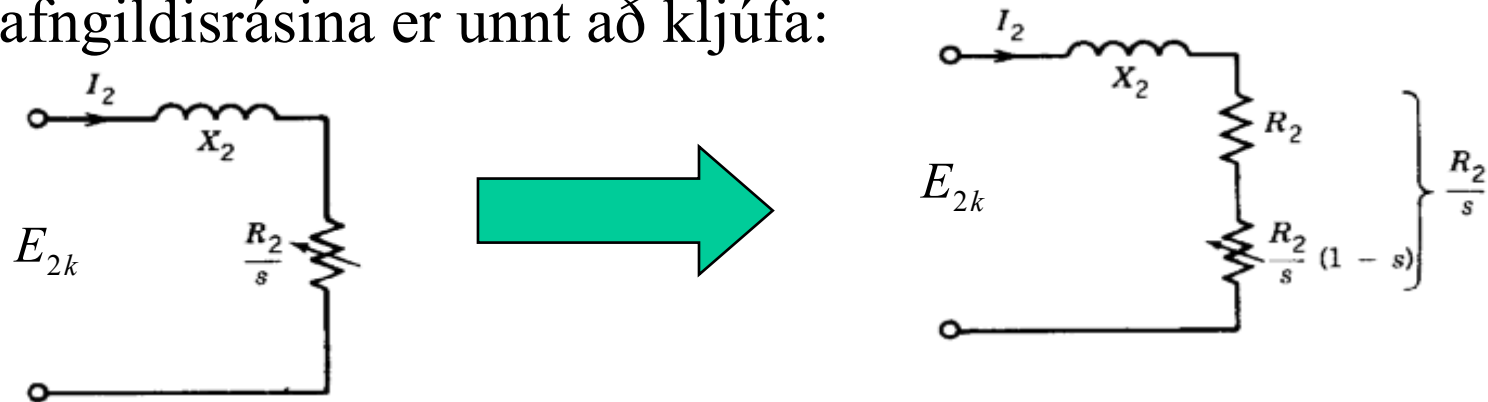 afngildisrásina er unnt að kljúfa:
I₂
X₂
E₂ₖ
R₂/s
I₂
X₂
R₂
E₂ₖ
R₂/s (1 − s)
R₂/s